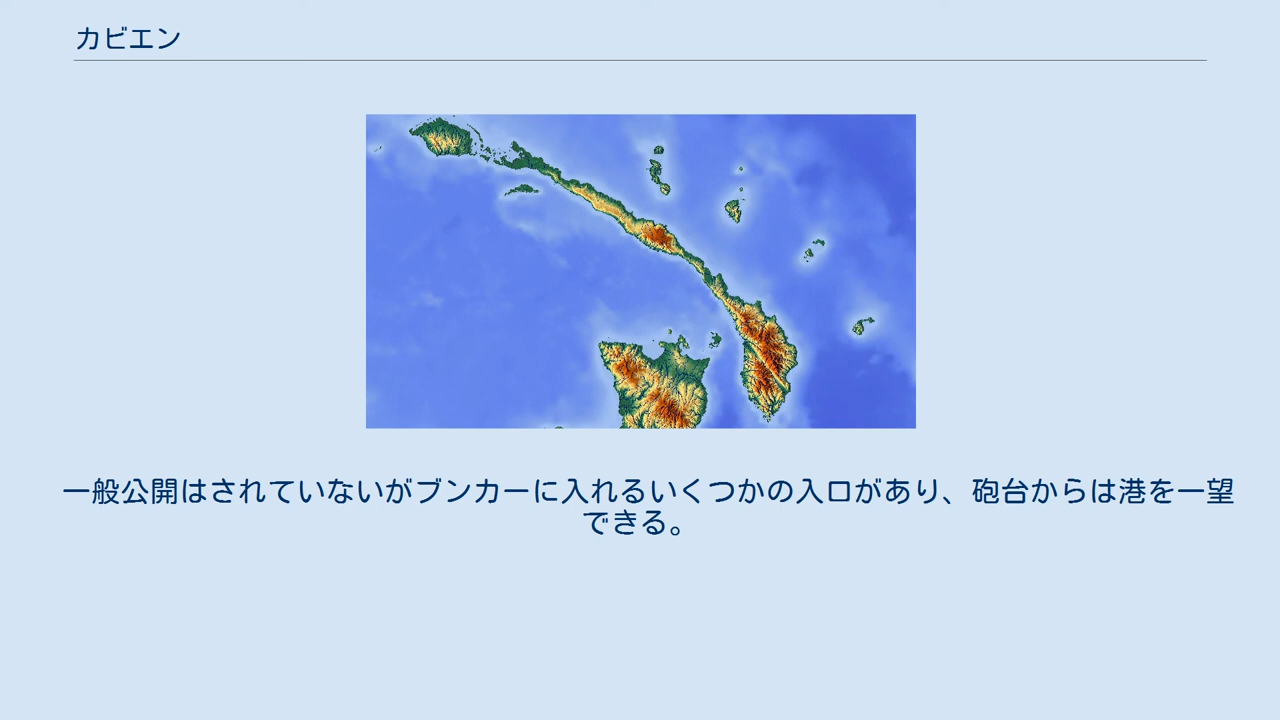 カビエン
一般公開はされていないがブンカーに入れるいくつかの入口があり、砲台からは港を一望
できる。